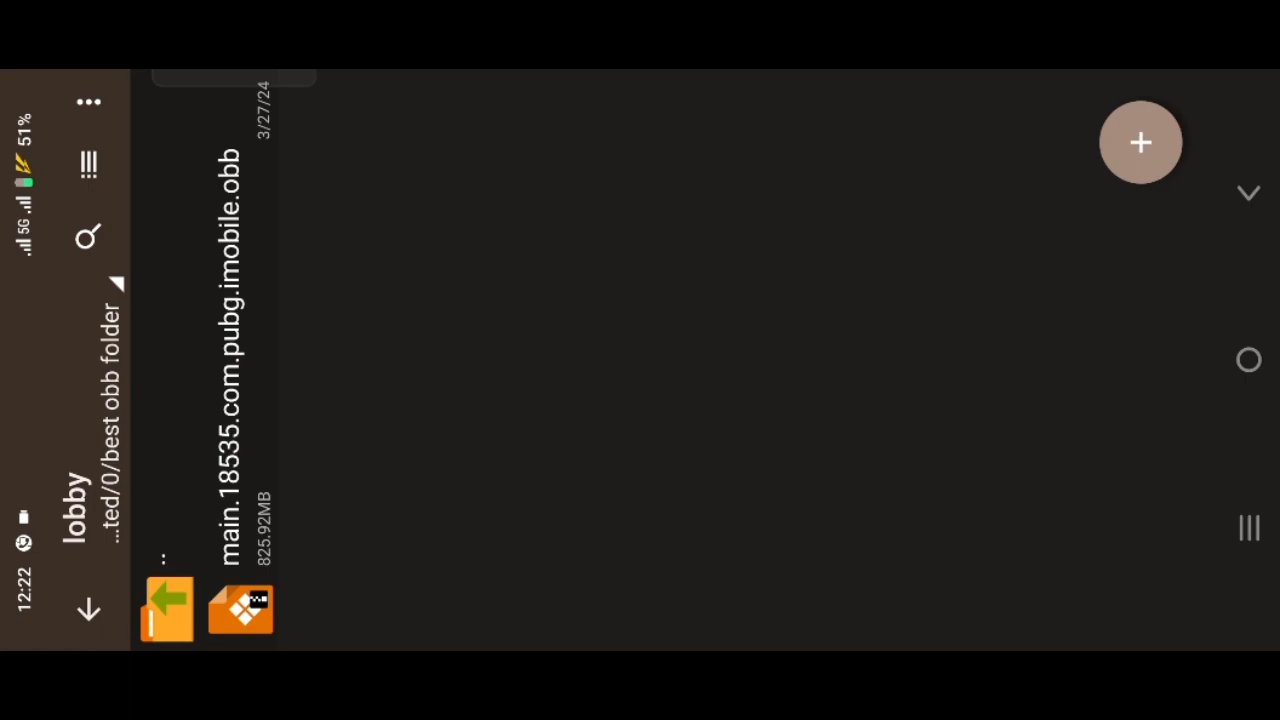 12:22 5G 51%
lobby
...ted/0/best obb folder
..
main.18535.com.pubg.imobile.obb
825.92MB 3/27/24